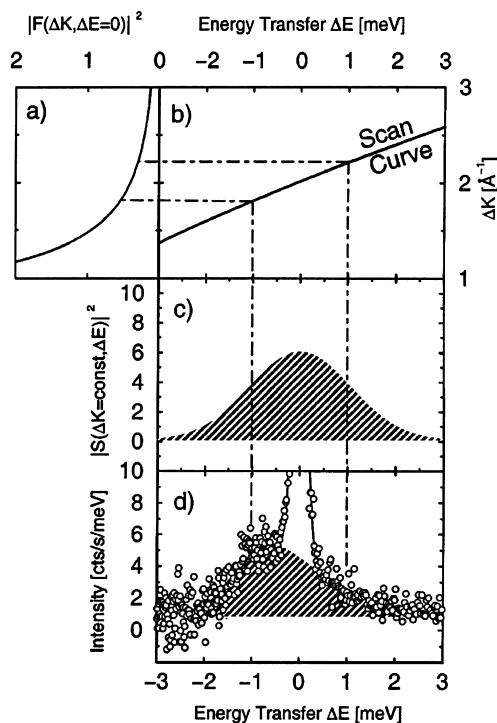 |F(ΔK,ΔE=0)|² Energy Transfer ΔE [meV]
2 1 0 −2 −1 0 1 2 3
a) b) Scan Curve
3
2
1
ΔK [Å⁻¹]
10
8
6
4
2
0
|S(ΔK=const,ΔE)|²
c)
10
8
6
4
2
0
Intensity [cts/s/meV]
d)
−3 −2 −1 0 1 2 3
Energy Transfer ΔE [meV]